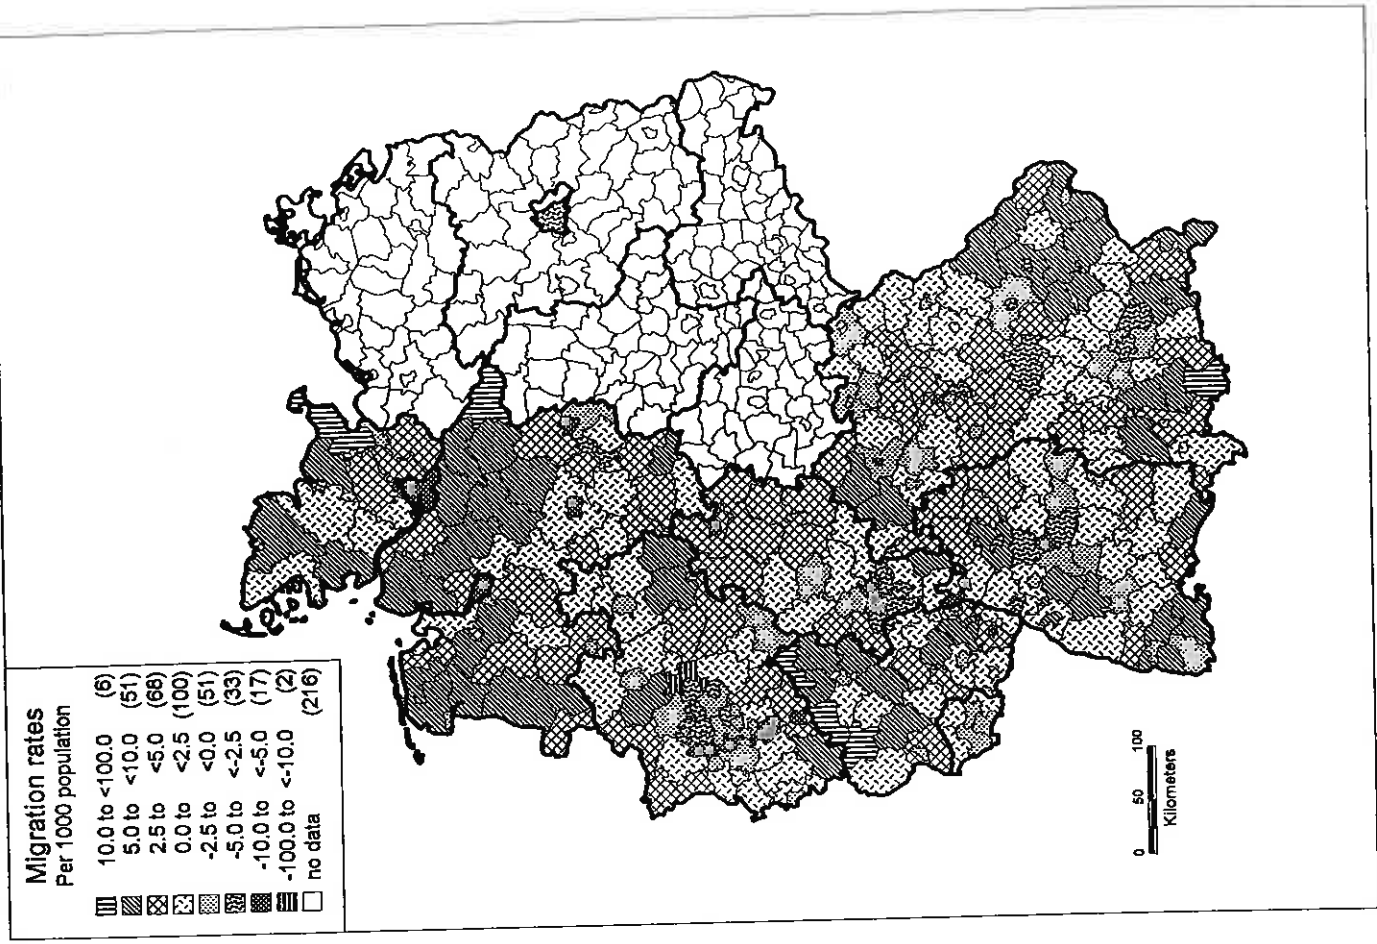 Migration rates
Per 1000 population
10.0 to <100.0 (6)
5.0 to <10.0 (51)
2.5 to <5.0 (68)
0.0 to <2.5 (100)
-2.5 to <0.0 (51)
-5.0 to <-2.5 (33)
-10.0 to <-5.0 (17)
-100.0 to <-10.0 (2)
no data (216)
0 50 100
Kilometers